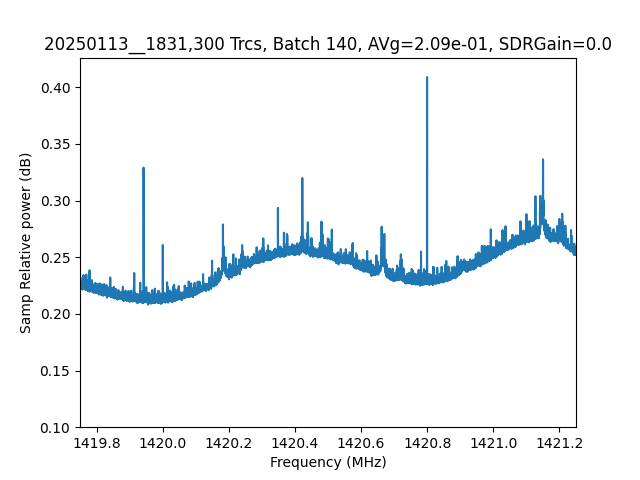 20250113__1831,300 Trcs, Batch 140, AVg=2.09e-01, SDRGain=0.0
0.40
0.35
0.30
0.25
0.20
0.15
0.10
Samp Relative power (dB)
1419.8 1420.0 1420.2 1420.4 1420.6 1420.8 1421.0 1421.2
Frequency (MHz)